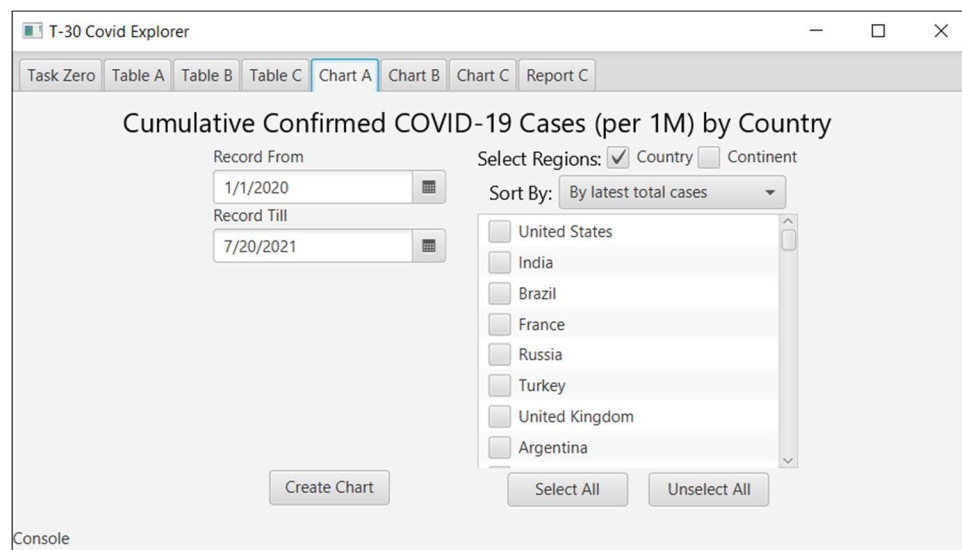 T-30 Covid Explorer
Task Zero Table A Table B Table C Chart A Chart B Chart C Report C
Cumulative Confirmed COVID-19 Cases (per 1M) by Country
Record From
1/1/2020
Record Till
7/20/2021
Select Regions: Country Continent
Sort By: By latest total cases
United States
India
Brazil
France
Russia
Turkey
United Kingdom
Argentina
Create Chart
Select All Unselect All
Console